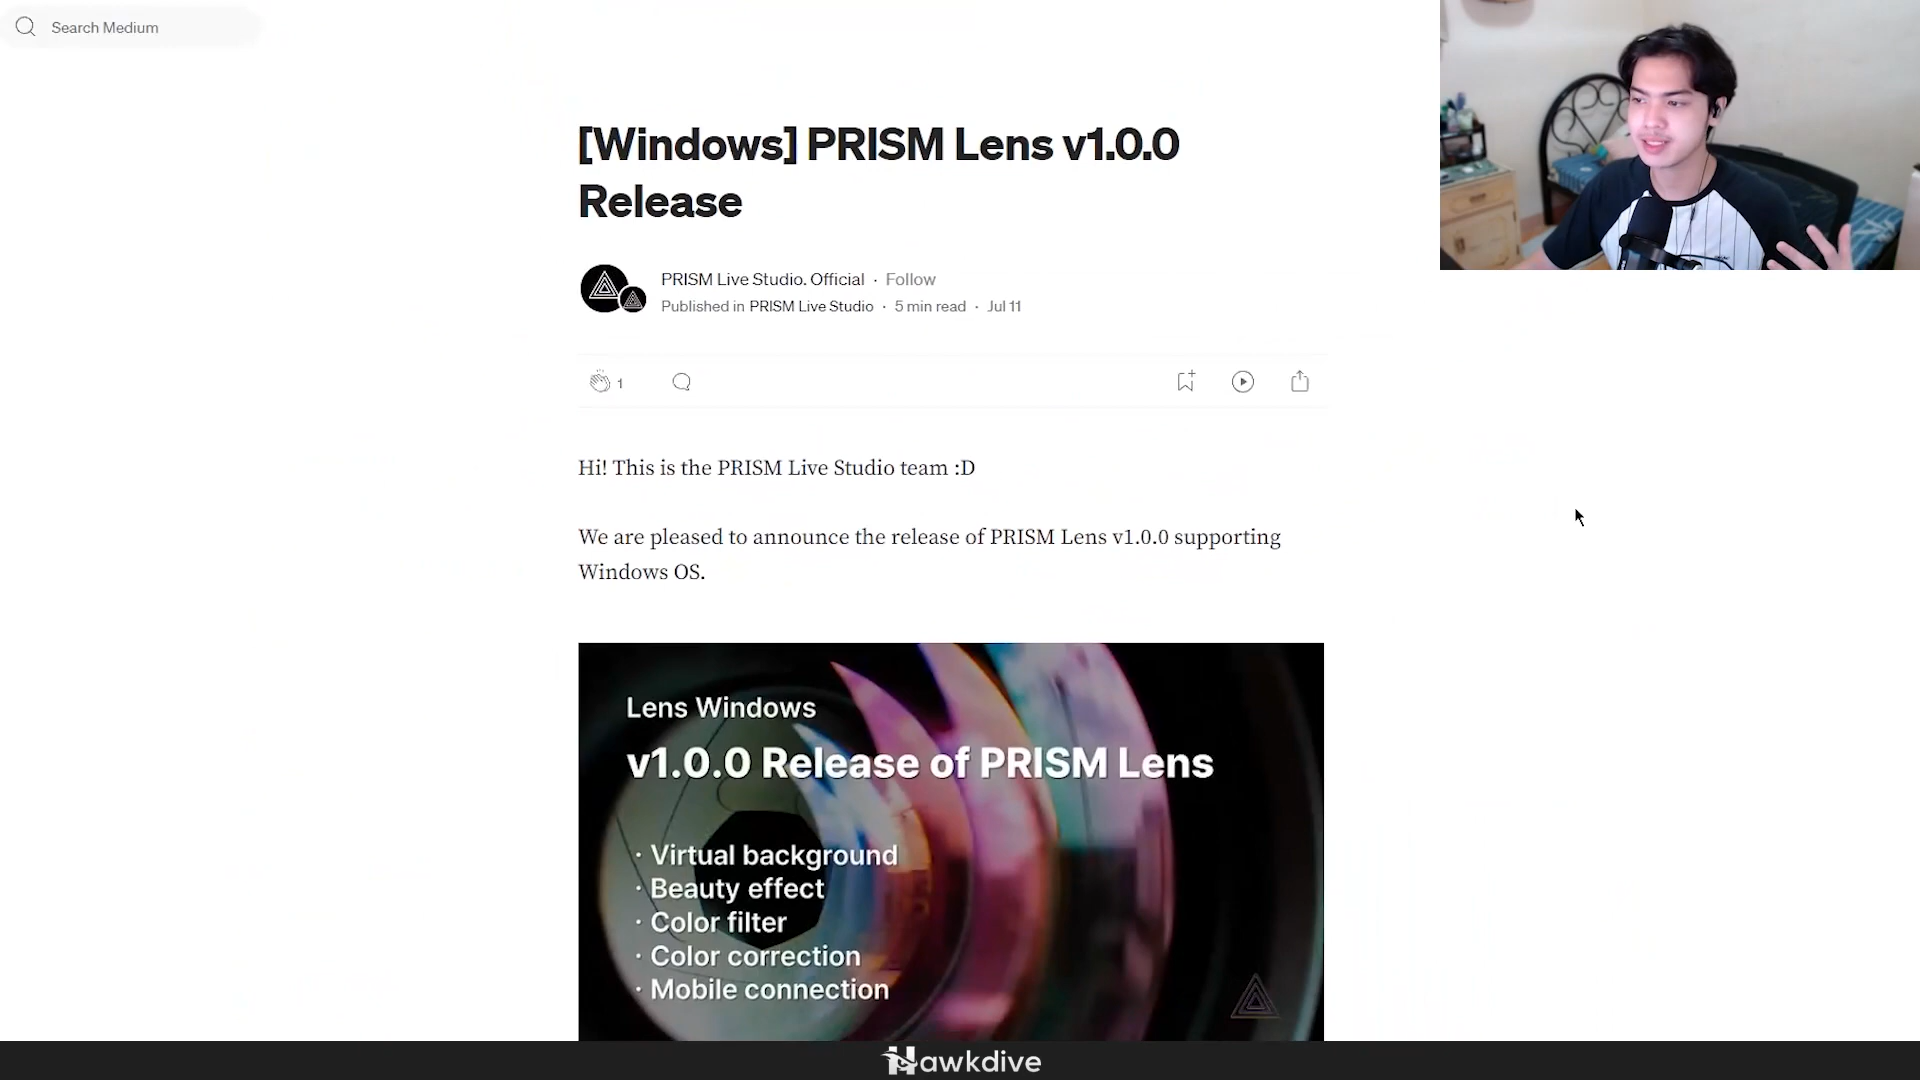 Search Medium
[Windows] PRISM Lens v1.0.0
Release
PRISM Live Studio. Official · Follow
Published in PRISM Live Studio · 5 min read · Jul 11
1
Hi! This is the PRISM Live Studio team :D
We are pleased to announce the release of PRISM Lens v1.0.0 supporting
Windows OS.
Lens Windows
v1.0.0 Release of PRISM Lens
· Virtual background
· Beauty effect
· Color filter
· Color correction
· Mobile connection
Hawkdive